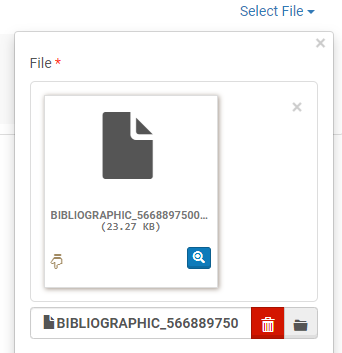 Select File
×
File *
×
BIBLIOGRAPHIC_5668897500...
(23.27 KB)
BIBLIOGRAPHIC_566889750